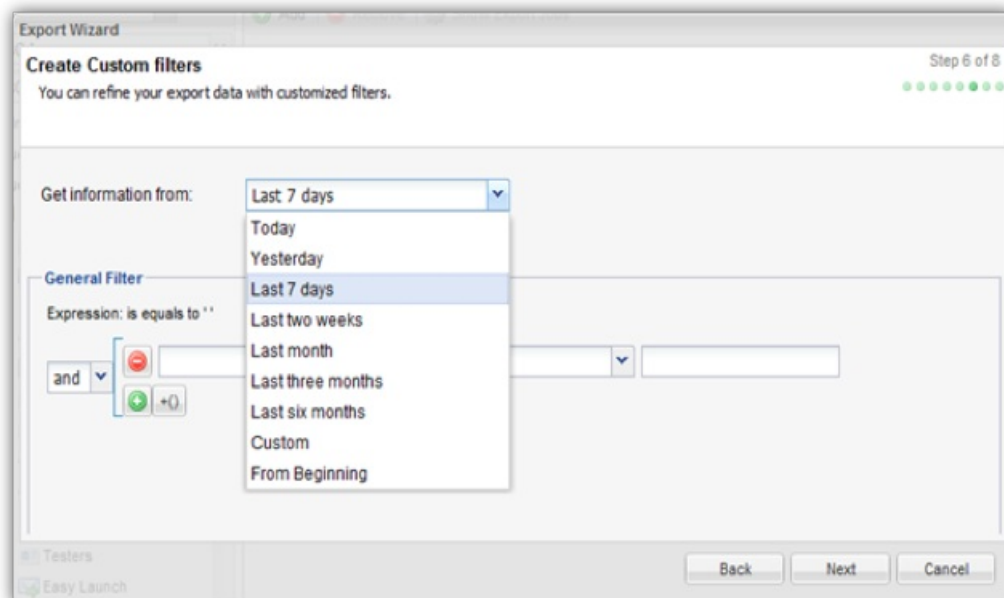 Add Remove
Export Wizard
Create Custom filters
Step 6 of 8
You can refine your export data with customized filters.
Get information from:
Last 7 days
Today
Yesterday
General Filter
Last 7 days
Expression: is equals to ' '
Last two weeks
Last month
and
Last three months
+()
Last six months
Custom
From Beginning
Testers
Back
Next
Cancel
Easy Launch